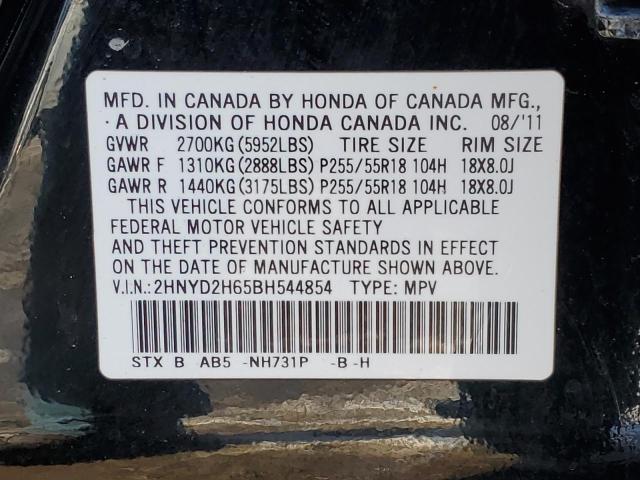 MFD. IN CANADA BY HONDA OF CANADA MFG.,
· A DIVISION OF HONDA CANADA INC. 08/'11
GVWR 2700KG(5952LBS) TIRE SIZE RIM SIZE
GAWR F 1310KG(2888LBS) P255/55R18 104H 18X8.0J
GAWR R 1440KG(3175LBS) P255/55R18 104H 18X8.0J
THIS VEHICLE CONFORMS TO ALL APPLICABLE
FEDERAL MOTOR VEHICLE SAFETY
AND THEFT PREVENTION STANDARDS IN EFFECT
ON THE DATE OF MANUFACTURE SHOWN ABOVE.
V.I.N.:2HNYD2H65BH544854 TYPE: MPV
STX B AB5 -NH731P -B -H